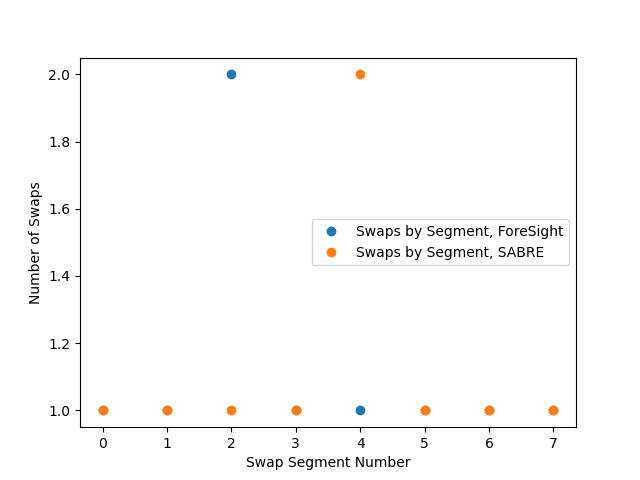 2.0
1.8
1.6
1.4
1.2
1.0
Number of Swaps
Swaps by Segment, ForeSight
Swaps by Segment, SABRE
0 1 2 3 4 5 6 7
Swap Segment Number